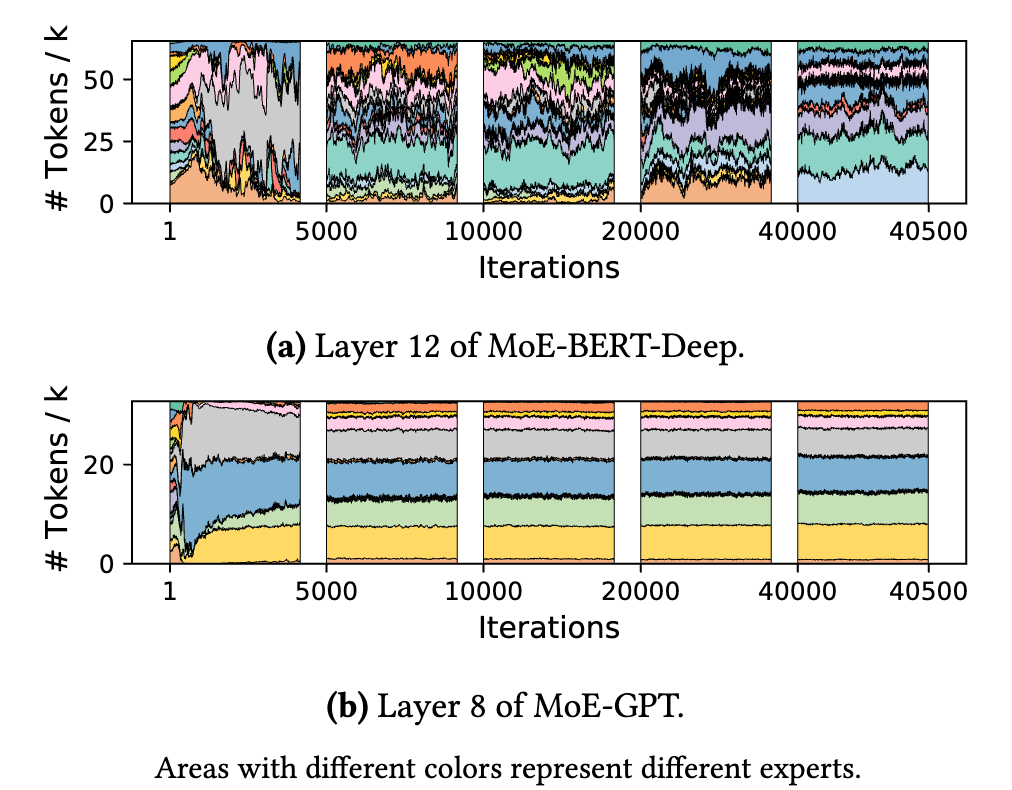 # Tokens / k
50
25
0
1 5000 10000 20000 40000 40500
Iterations
(a) Layer 12 of MoE-BERT-Deep.
# Tokens / k
20
0
1 5000 10000 20000 40000 40500
Iterations
(b) Layer 8 of MoE-GPT.
Areas with different colors represent different experts.